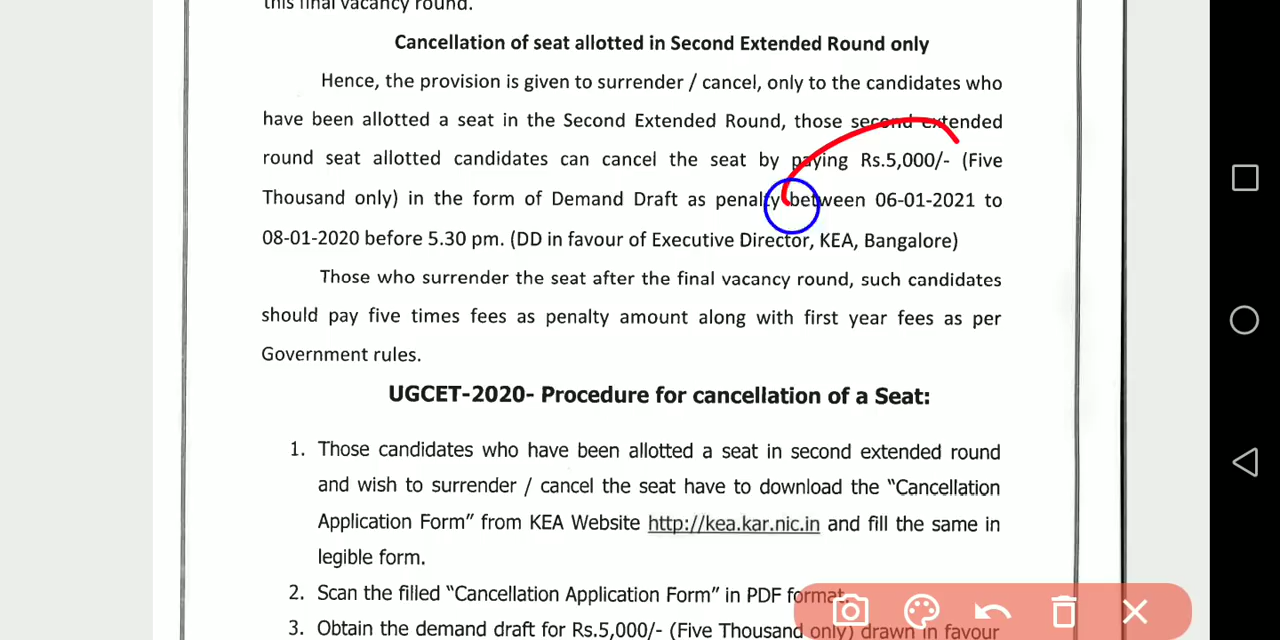 this final vacancy round.
Cancellation of seat allotted in Second Extended Round only
Hence, the provision is given to surrender / cancel, only to the candidates who
have been allotted a seat in the Second Extended Round, those second extended
round seat allotted candidates can cancel the seat by paying Rs.5,000/- (Five
Thousand only) in the form of Demand Draft as penalty between 06-01-2021 to
08-01-2020 before 5.30 pm. (DD in favour of Executive Director, KEA, Bangalore)
Those who surrender the seat after the final vacancy round, such candidates
should pay five times fees as penalty amount along with first year fees as per
Government rules.
UGCET-2020- Procedure for cancellation of a Seat:
1. Those candidates who have been allotted a seat in second extended round
and wish to surrender / cancel the seat have to download the “Cancellation
Application Form” from KEA Website http://kea.kar.nic.in and fill the same in
legible form.
2. Scan the filled “Cancellation Application Form” in PDF format.
3. Obtain the demand draft for Rs.5,000/- (Five Thousand only) drawn in favour